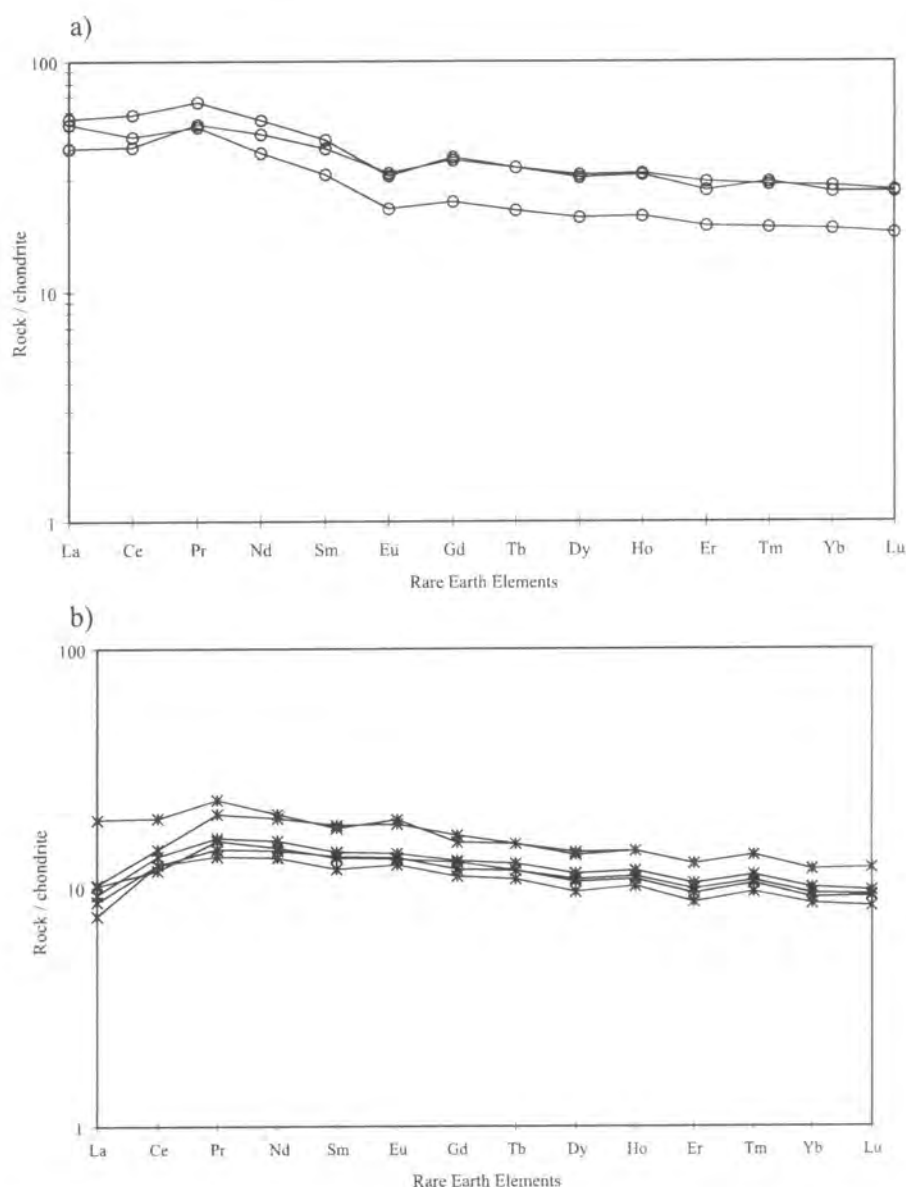 a)
100
10
1
Rock / chondrite
La Ce Pr Nd Sm Eu Gd Tb Dy Ho Er Tm Yb Lu
Rare Earth Elements
b)
100
10
1
Rock / chondrite
La Ce Pr Nd Sm Eu Gd Tb Dy Ho Er Tm Yb Lu
Rare Earth Elements